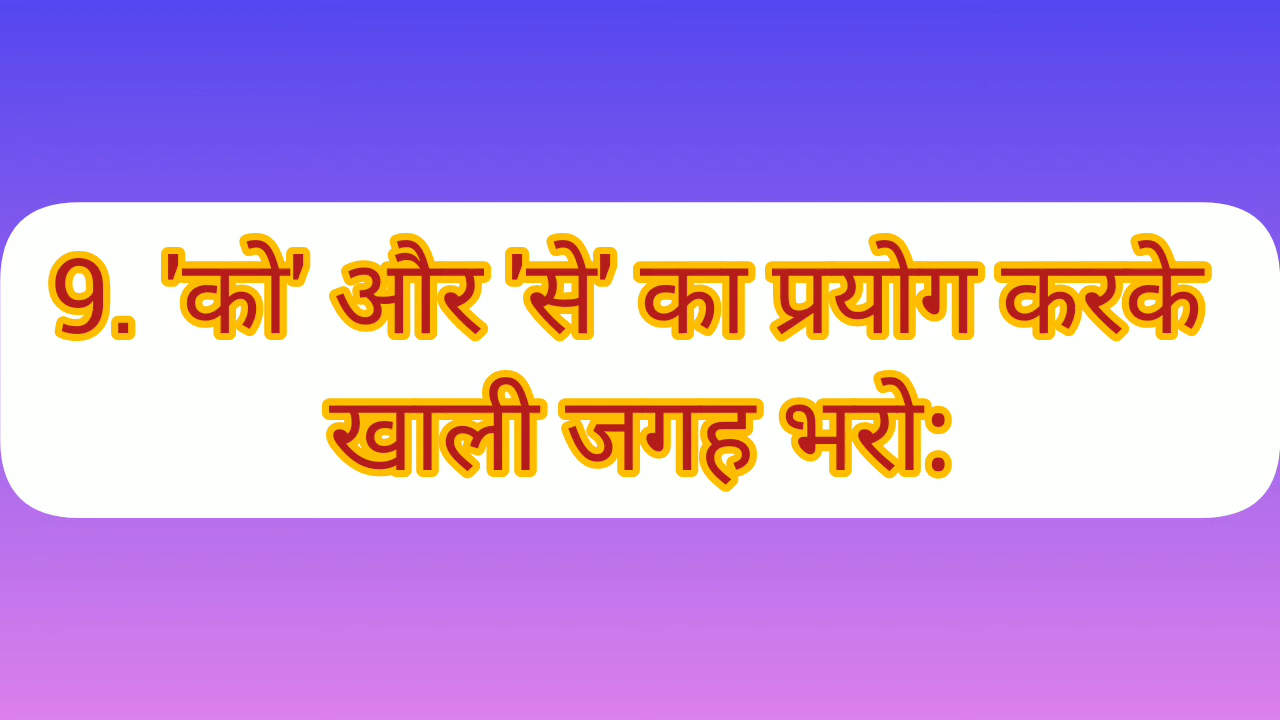 9. 'को' और 'से' का प्रयोग करके
खाली जगह भरो: